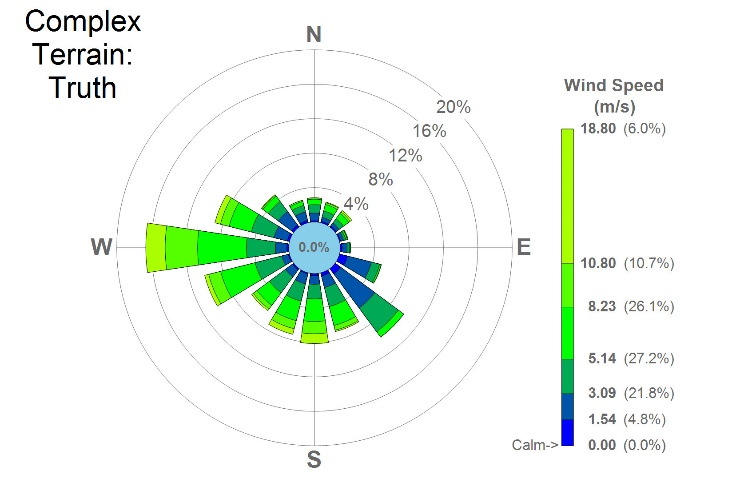 Complex
Terrain:
Truth
N
20%
16%
12%
8%
4%
W
0.0%
E
S
Wind Speed
(m/s)
18.80 (6.0%)
10.80 (10.7%)
8.23 (26.1%)
5.14 (27.2%)
3.09 (21.8%)
1.54 (4.8%)
Calm-> 0.00 (0.0%)